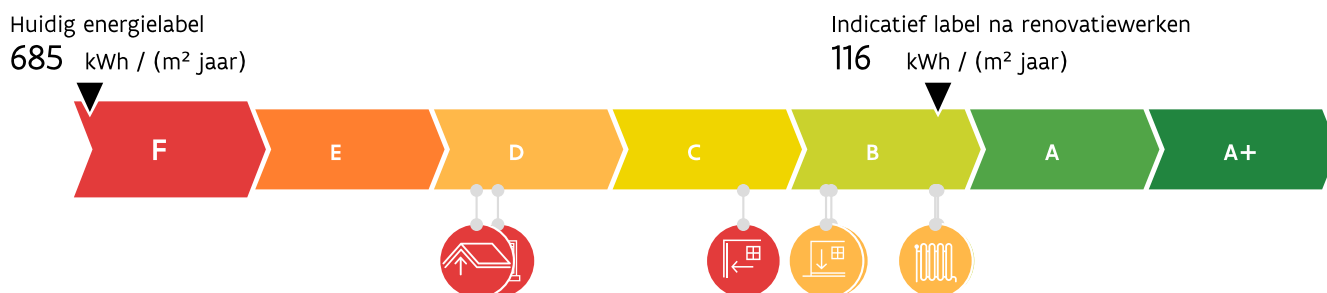 Huidig energielabel
685 kWh / (m² jaar)
Indicatief label na renovatiewerken
116 kWh / (m² jaar)
F E D C B A A+